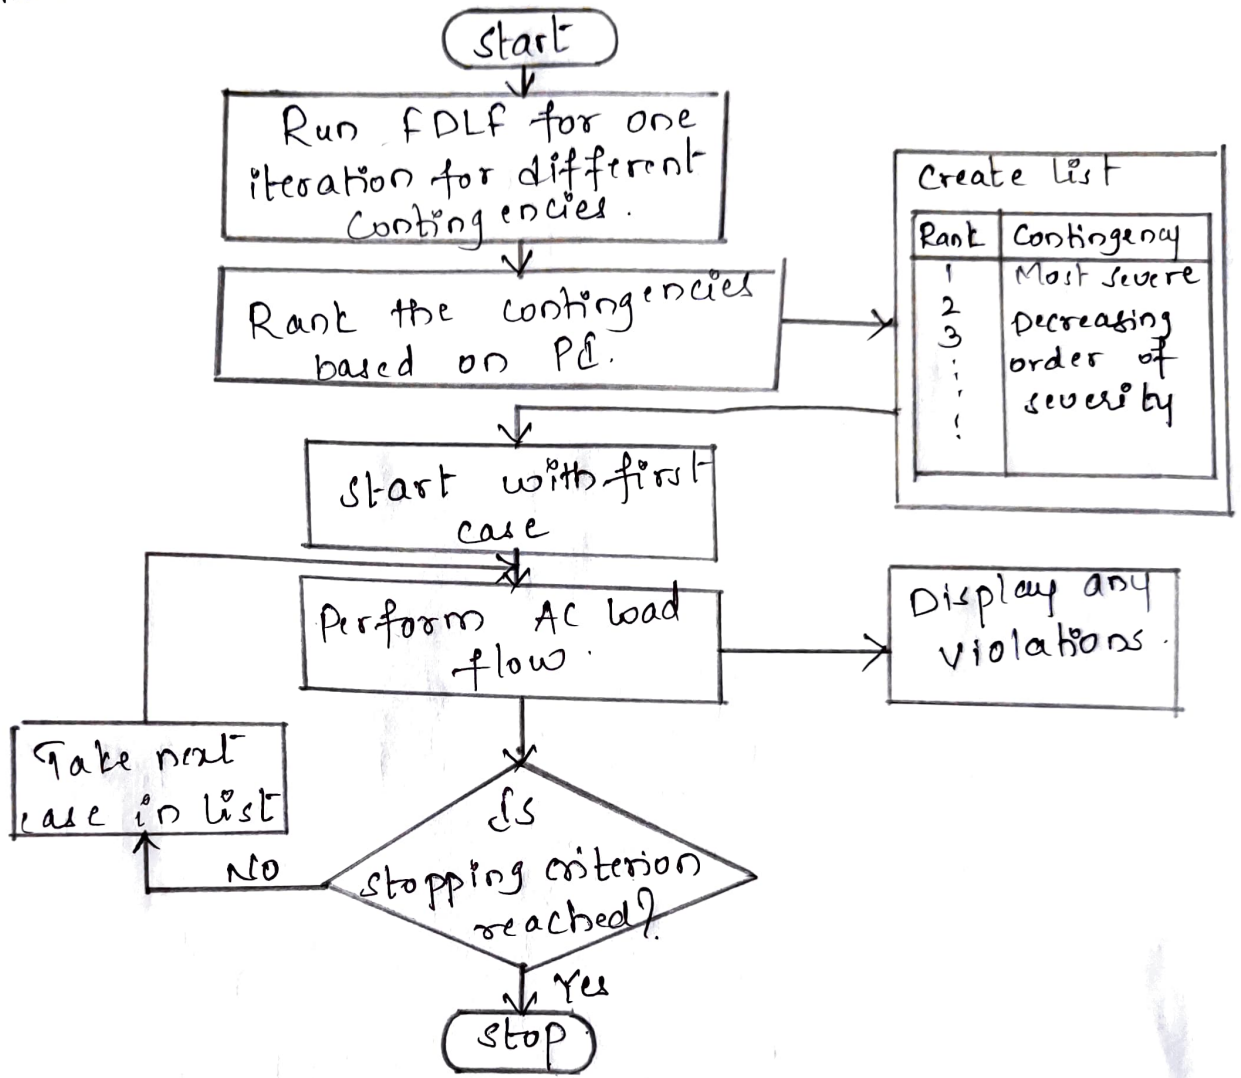 Start
Run FDLF for one
iteration for different
Contingencies.
Rank the contingencies
based on PI.
Create List
Rank Contingency
1 Most severe
2 Decreasing
3 order of
severity
start with first
case
Perform AC load
flow.
Display any
violations.
Take next
case in list
NO
Is
stopping criterion
reached?
Yes
stop